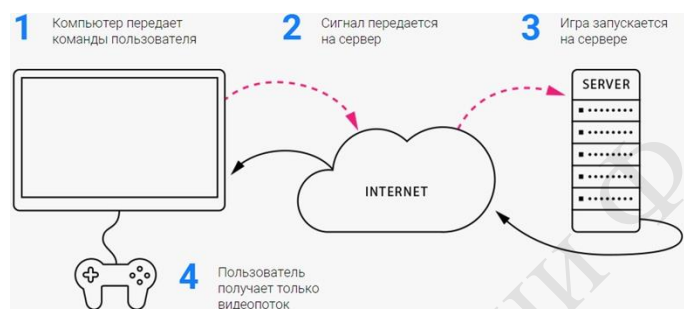 1 Компьютер передает
команды пользователя
2 Сигнал передается
на сервер
3 Игра запускается
на сервере
SERVER
INTERNET
4 Пользователь
получает только
видеопоток